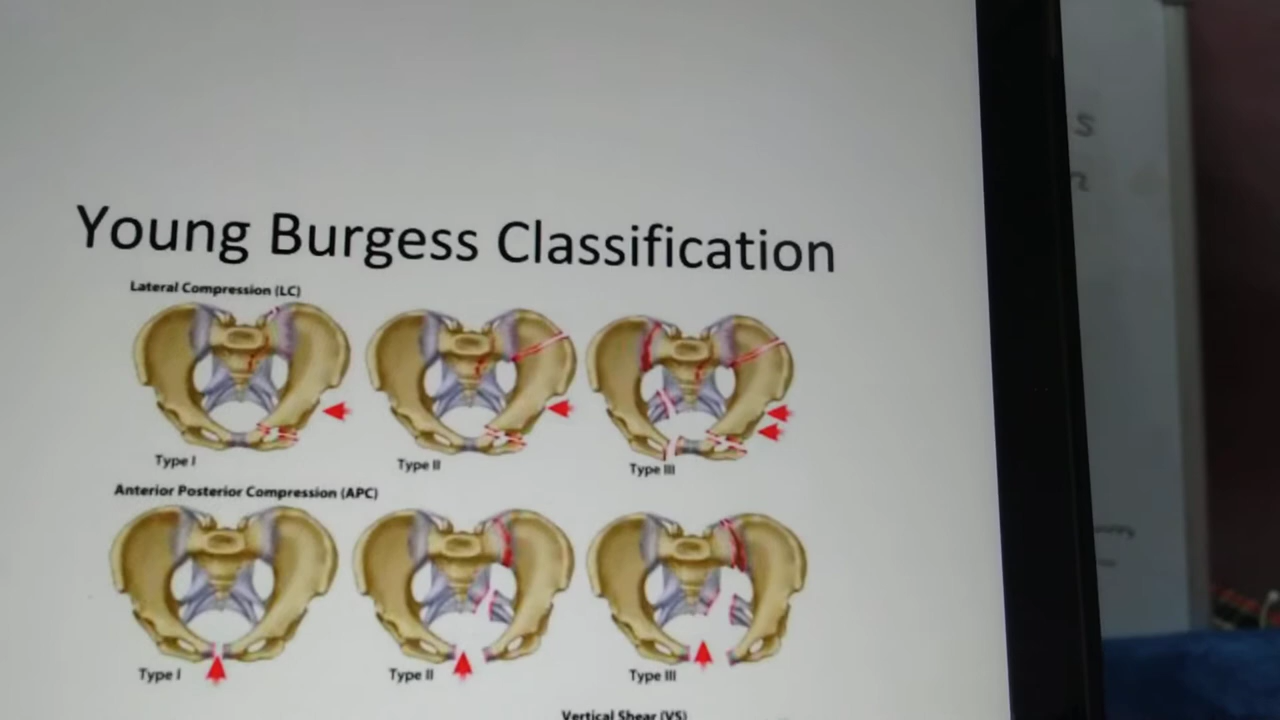 Young Burgess Classification
Lateral Compression (LC)
Type I
Type II
Type III
Anterior Posterior Compression (APC)
Type I
Type II
Type III
Vertical Shear (VS)